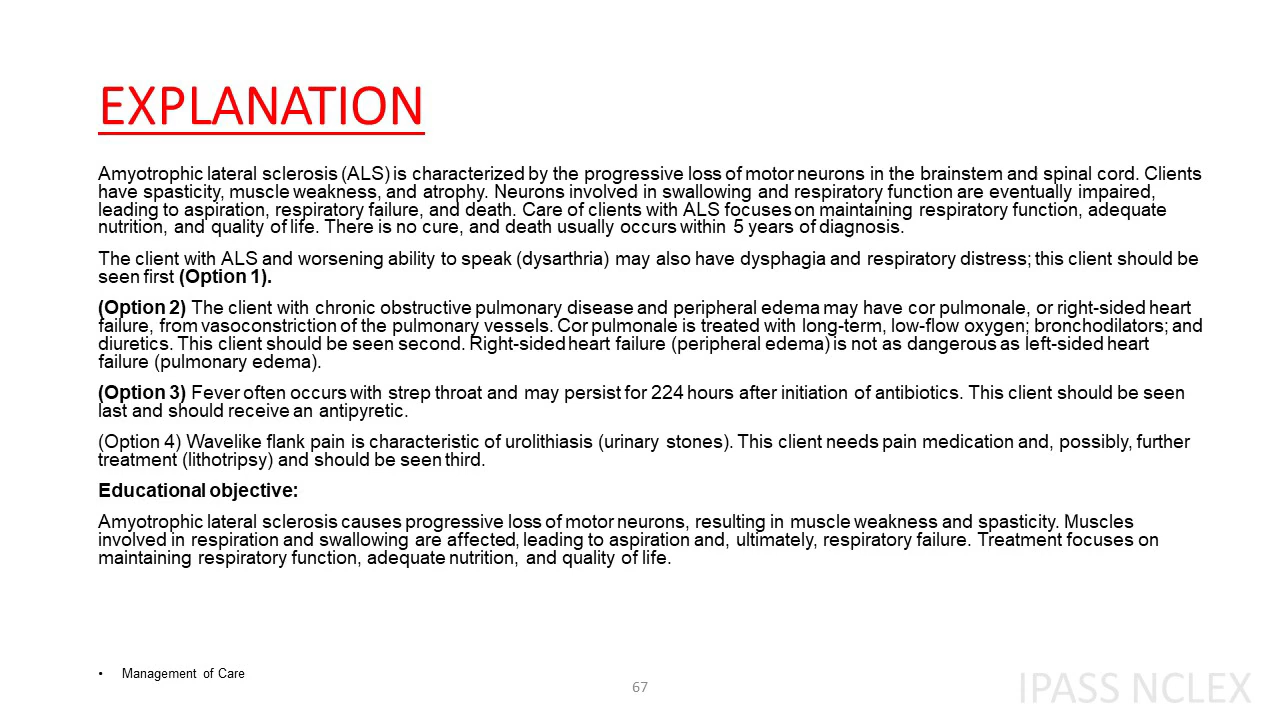 EXPLANATION
Amyotrophic lateral sclerosis (ALS) is characterized by the progressive loss of motor neurons in the brainstem and spinal cord. Clients
have spasticity, muscle weakness, and atrophy. Neurons involved in swallowing and respiratory function are eventually impaired,
leading to aspiration, respiratory failure, and death. Care of clients with ALS focuses on maintaining respiratory function, adequate
nutrition, and quality of life. There is no cure, and death usually occurs within 5 years of diagnosis.
The client with ALS and worsening ability to speak (dysarthria) may also have dysphagia and respiratory distress; this client should be
seen first (Option 1).
(Option 2) The client with chronic obstructive pulmonary disease and peripheral edema may have cor pulmonale, or right-sided heart
failure, from vasoconstriction of the pulmonary vessels. Cor pulmonale is treated with long-term, low-flow oxygen; bronchodilators; and
diuretics. This client should be seen second. Right-sided heart failure (peripheral edema) is not as dangerous as left-sided heart
failure (pulmonary edema).
(Option 3) Fever often occurs with strep throat and may persist for 224 hours after initiation of antibiotics. This client should be seen
last and should receive an antipyretic.
(Option 4) Wavelike flank pain is characteristic of urolithiasis (urinary stones). This client needs pain medication and, possibly, further
treatment (lithotripsy) and should be seen third.
Educational objective:
Amyotrophic lateral sclerosis causes progressive loss of motor neurons, resulting in muscle weakness and spasticity. Muscles
involved in respiration and swallowing are affected, leading to aspiration and, ultimately, respiratory failure. Treatment focuses on
maintaining respiratory function, adequate nutrition, and quality of life.
• Management of Care
67
IPASS NCLEX